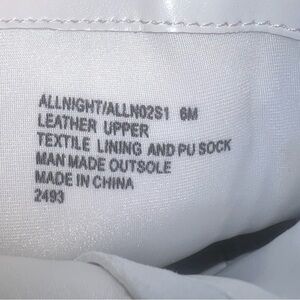 ALLNIGHT/ALLN02S1 6M
LEATHER UPPER
TEXTILE LINING AND PU SOCK
MAN MADE OUTSOLE
MADE IN CHINA
2493